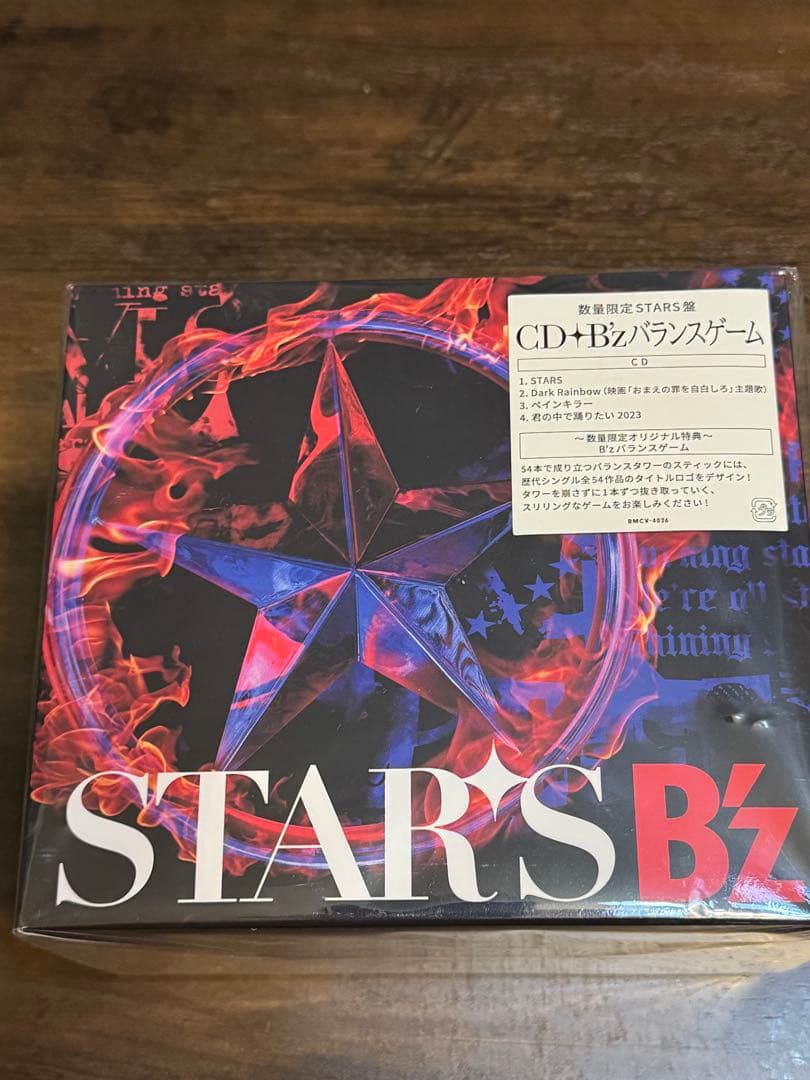 ning sta
数量限定STARS盤
CD✦B'zバランスゲーム
CD
1. STARS
2. Dark Rainbow(映画「おまえの罪を自白しろ」主題歌)
3. ペインキラー
4. 君の中で踊りたい 2023
～数量限定オリジナル特典～
B'zバランスゲーム
54本で成り立つバランスタワーのスティックには、
歴代シングル全54作品のタイトルロゴをデザイン!
タワーを崩さずに1本ずつ抜き取っていく、
スリリングなゲームをお楽しみください!
BMCV-4026
ning sta
're all
hining
STARS B'z